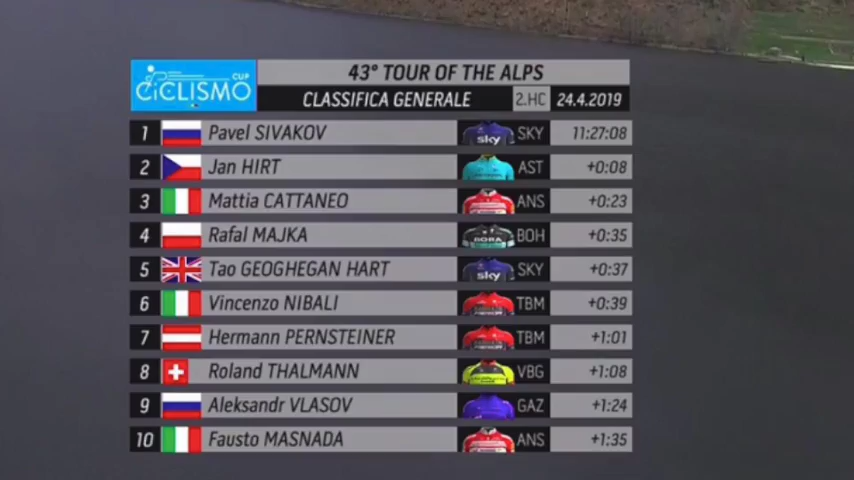 CiCLISMO CUP
43° TOUR OF THE ALPS
CLASSIFICA GENERALE 2.HC 24.4.2019
1 Pavel SIVAKOV sky SKY 11:27:08
2 Jan HIRT AST +0:08
3 Mattia CATTANEO ANS +0:23
4 Rafal MAJKA BORA BOH +0:35
5 Tao GEOGHEGAN HART sky SKY +0:37
6 Vincenzo NIBALI TBM +0:39
7 Hermann PERNSTEINER TBM +1:01
8 Roland THALMANN VBG +1:08
9 Aleksandr VLASOV GAZ +1:24
10 Fausto MASNADA ANS +1:35